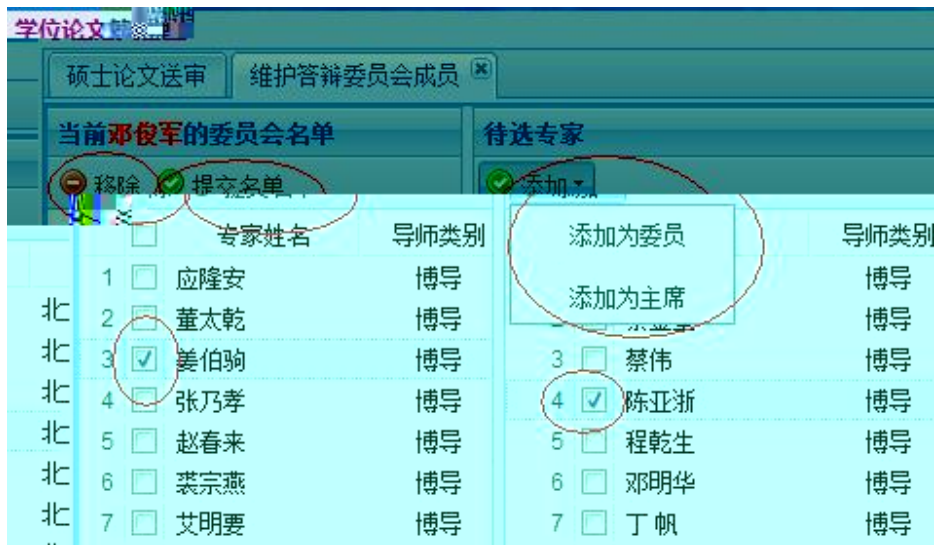 学位论文
硕士论文送审 维护答辩委员会成员
当前邓俊军的委员会名单 待选专家
移除 提交名单 添加
专家姓名 导师类别 添加为委员 导师类别
1 应隆安 博导 博导
添加为主席
北 2 董太乾 博导 博导
北 3 姜伯驹 博导 3 蔡伟 博导
北 4 张乃孝 博导 4 陈亚浙 博导
北 5 赵春来 博导 5 程乾生 博导
北 6 裘宗燕 博导 6 邓明华 博导
北 7 艾明要 博导 7 丁帆 博导